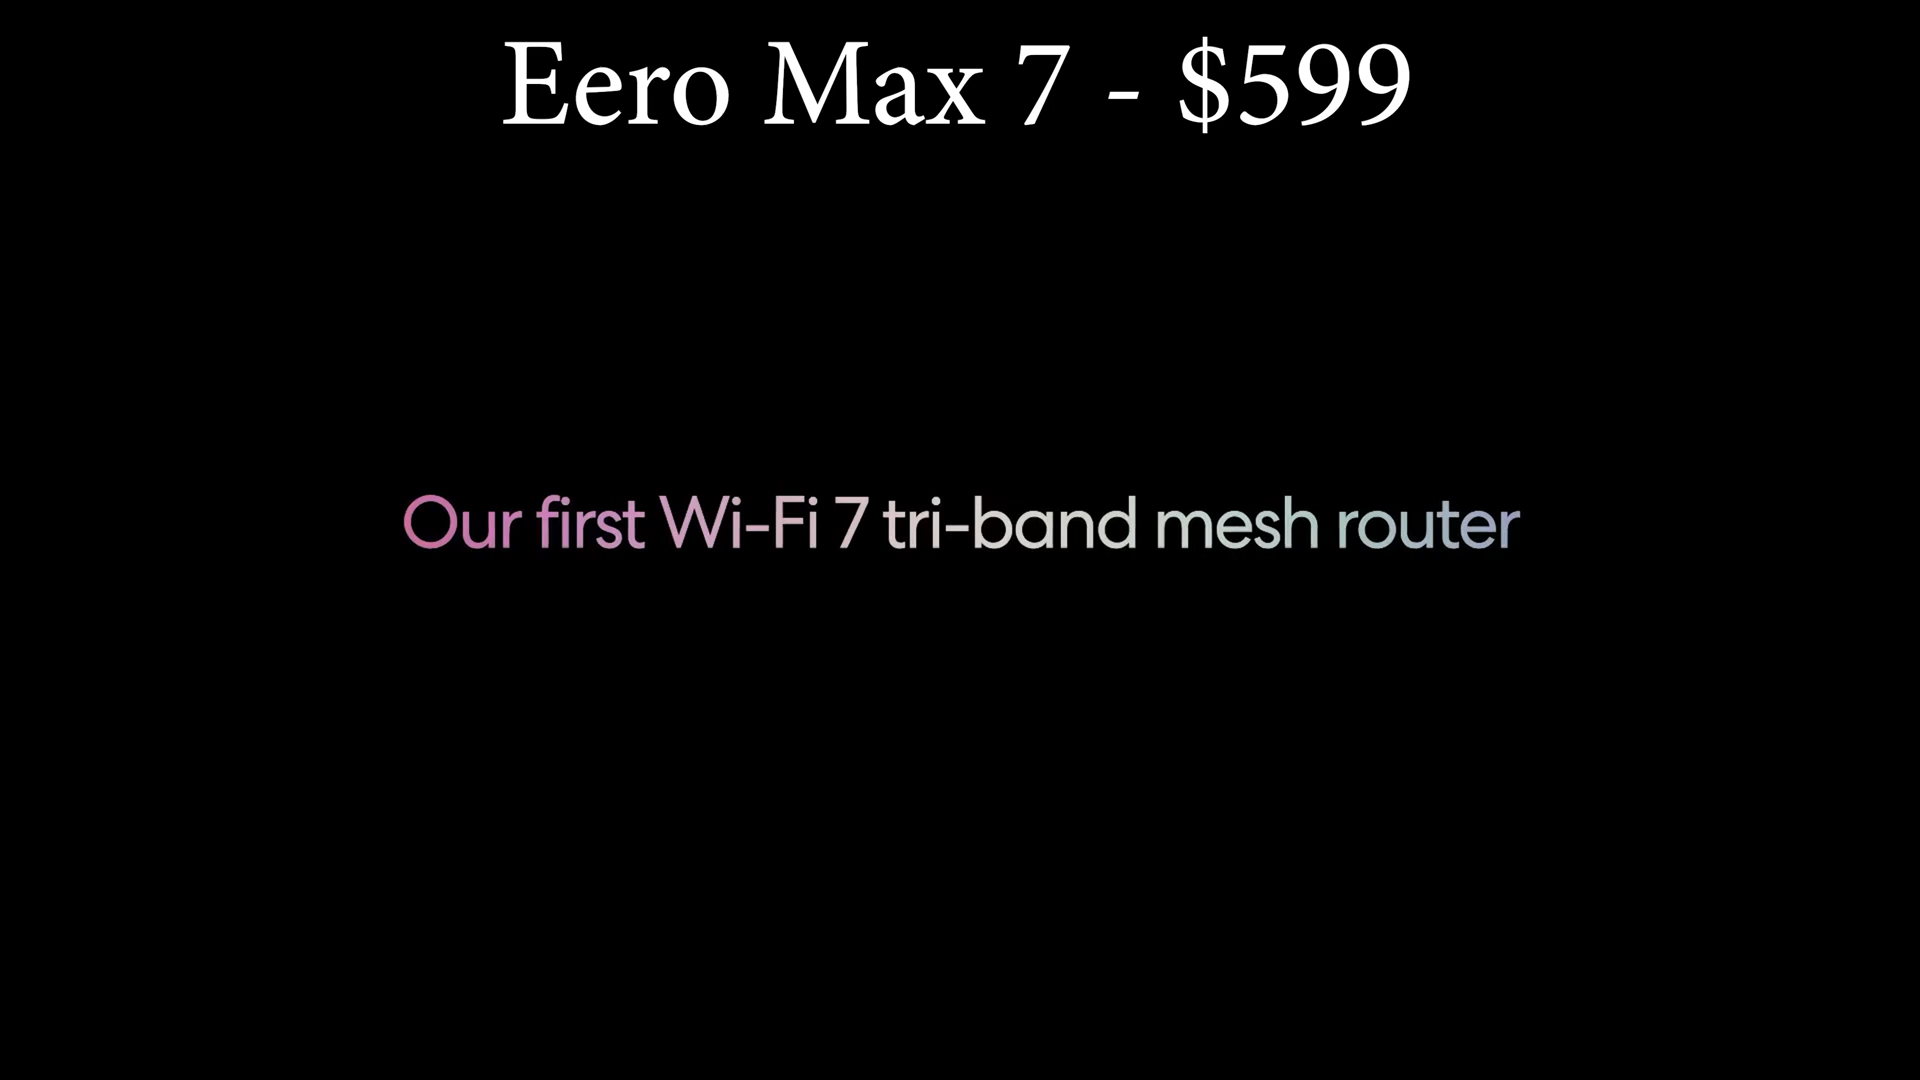 Eero Max 7 - $599
Our first Wi-Fi 7 tri-band mesh router